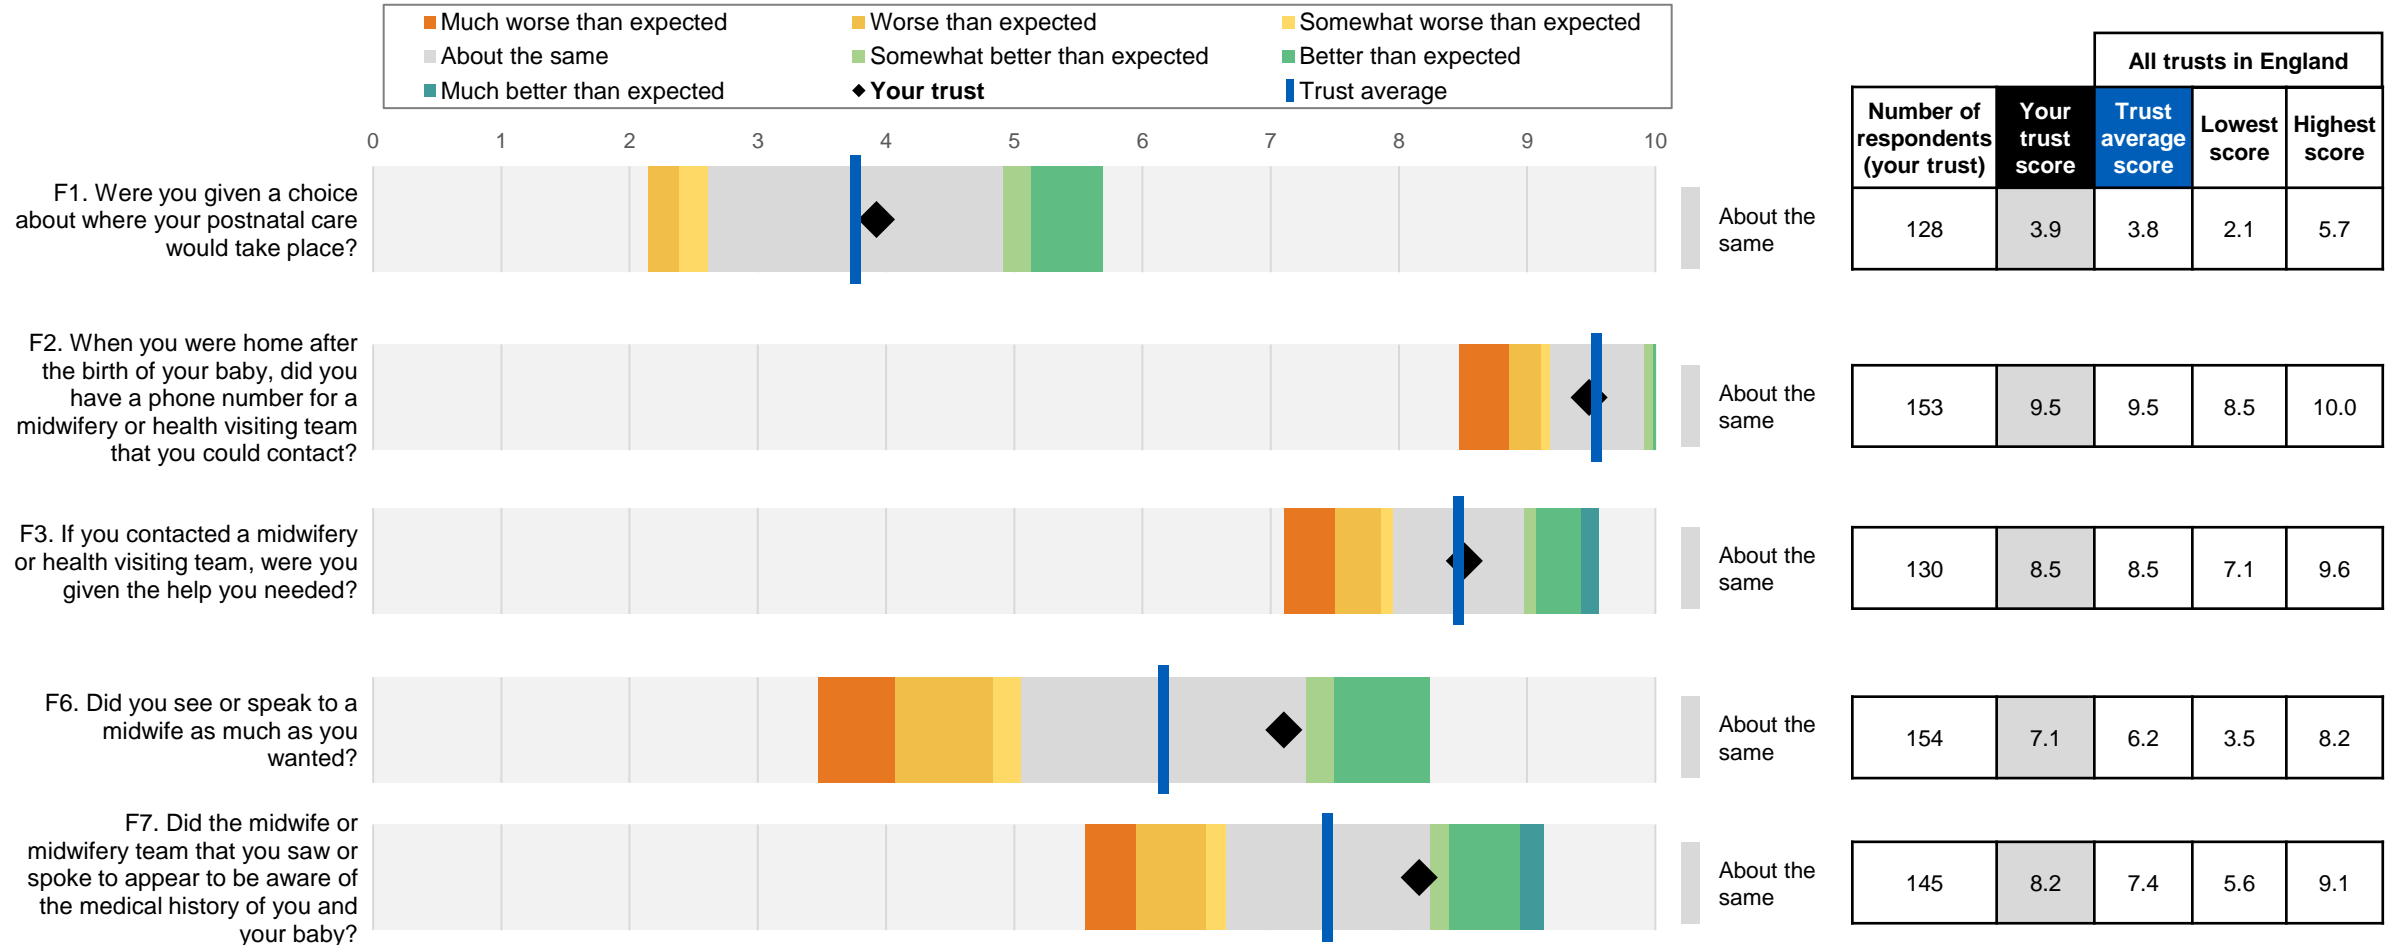 Much worse than expected
Worse than expected
Somewhat worse than expected
About the same
Somewhat better than expected
Better than expected
Much better than expected
Your trust
Trust average
All trusts in England
Number of
respondents
(your trust)
Your
trust
score
Trust
average
score
Lowest
score
Highest
score
0 1 2 3 4 5 6 7 8 9 10
F1. Were you given a choice
about where your postnatal care
would take place?
About the
same
128 3.9 3.8 2.1 5.7
F2. When you were home after
the birth of your baby, did you
have a phone number for a
midwifery or health visiting team
that you could contact?
About the
same
153 9.5 9.5 8.5 10.0
F3. If you contacted a midwifery
or health visiting team, were you
given the help you needed?
About the
same
130 8.5 8.5 7.1 9.6
F6. Did you see or speak to a
midwife as much as you
wanted?
About the
same
154 7.1 6.2 3.5 8.2
F7. Did the midwife or
midwifery team that you saw or
spoke to appear to be aware of
the medical history of you and
your baby?
About the
same
145 8.2 7.4 5.6 9.1